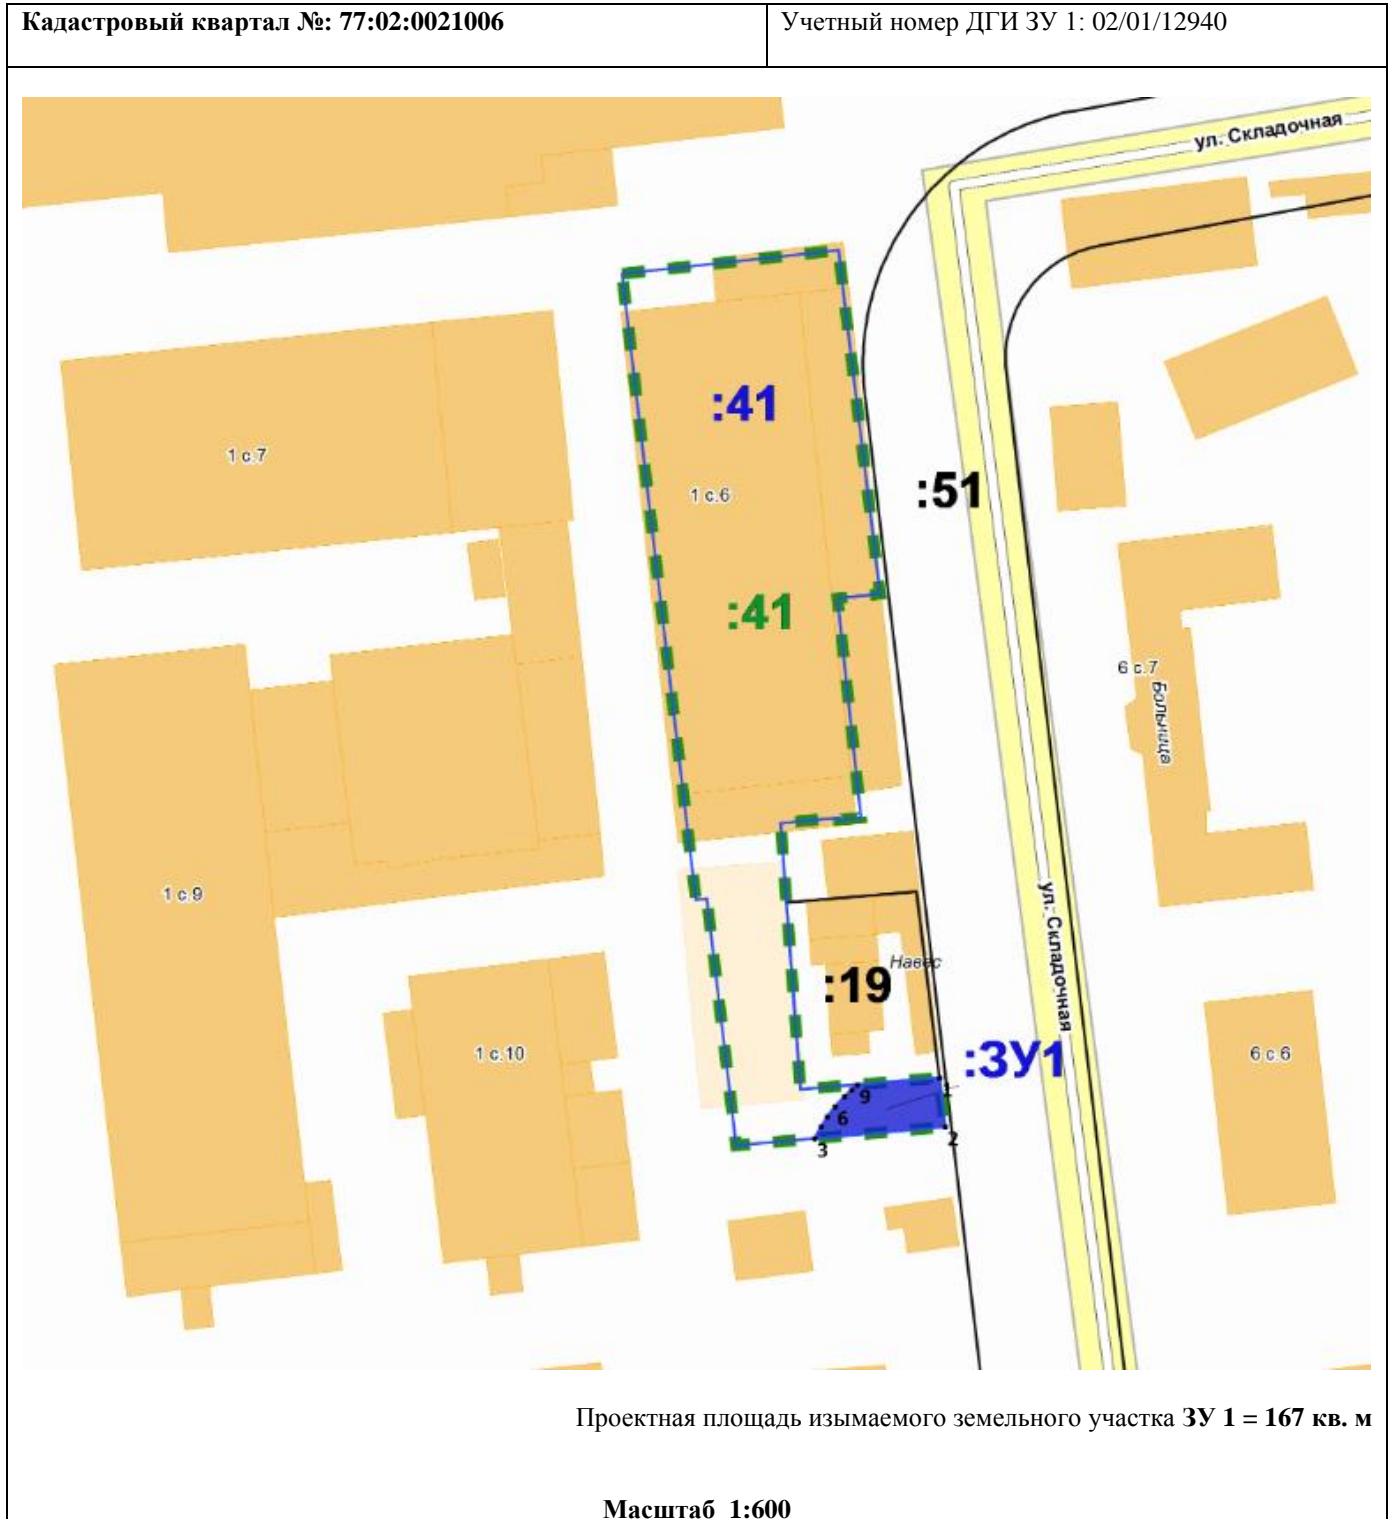 Кадастровый квартал №: 77:02:0021006
Учетный номер ДГИ ЗУ 1: 02/01/12940
ул. Складочная
:41
1 с.7
1 с.6
:51
:41
6 с.7
Больница
1 с.9
ул. Складочная
Навес
:19
1 с.10
:ЗУ1
6 с.6
1
9
6
2
3
Проектная площадь изымаемого земельного участка ЗУ 1 = 167 кв. м
Масштаб 1:600